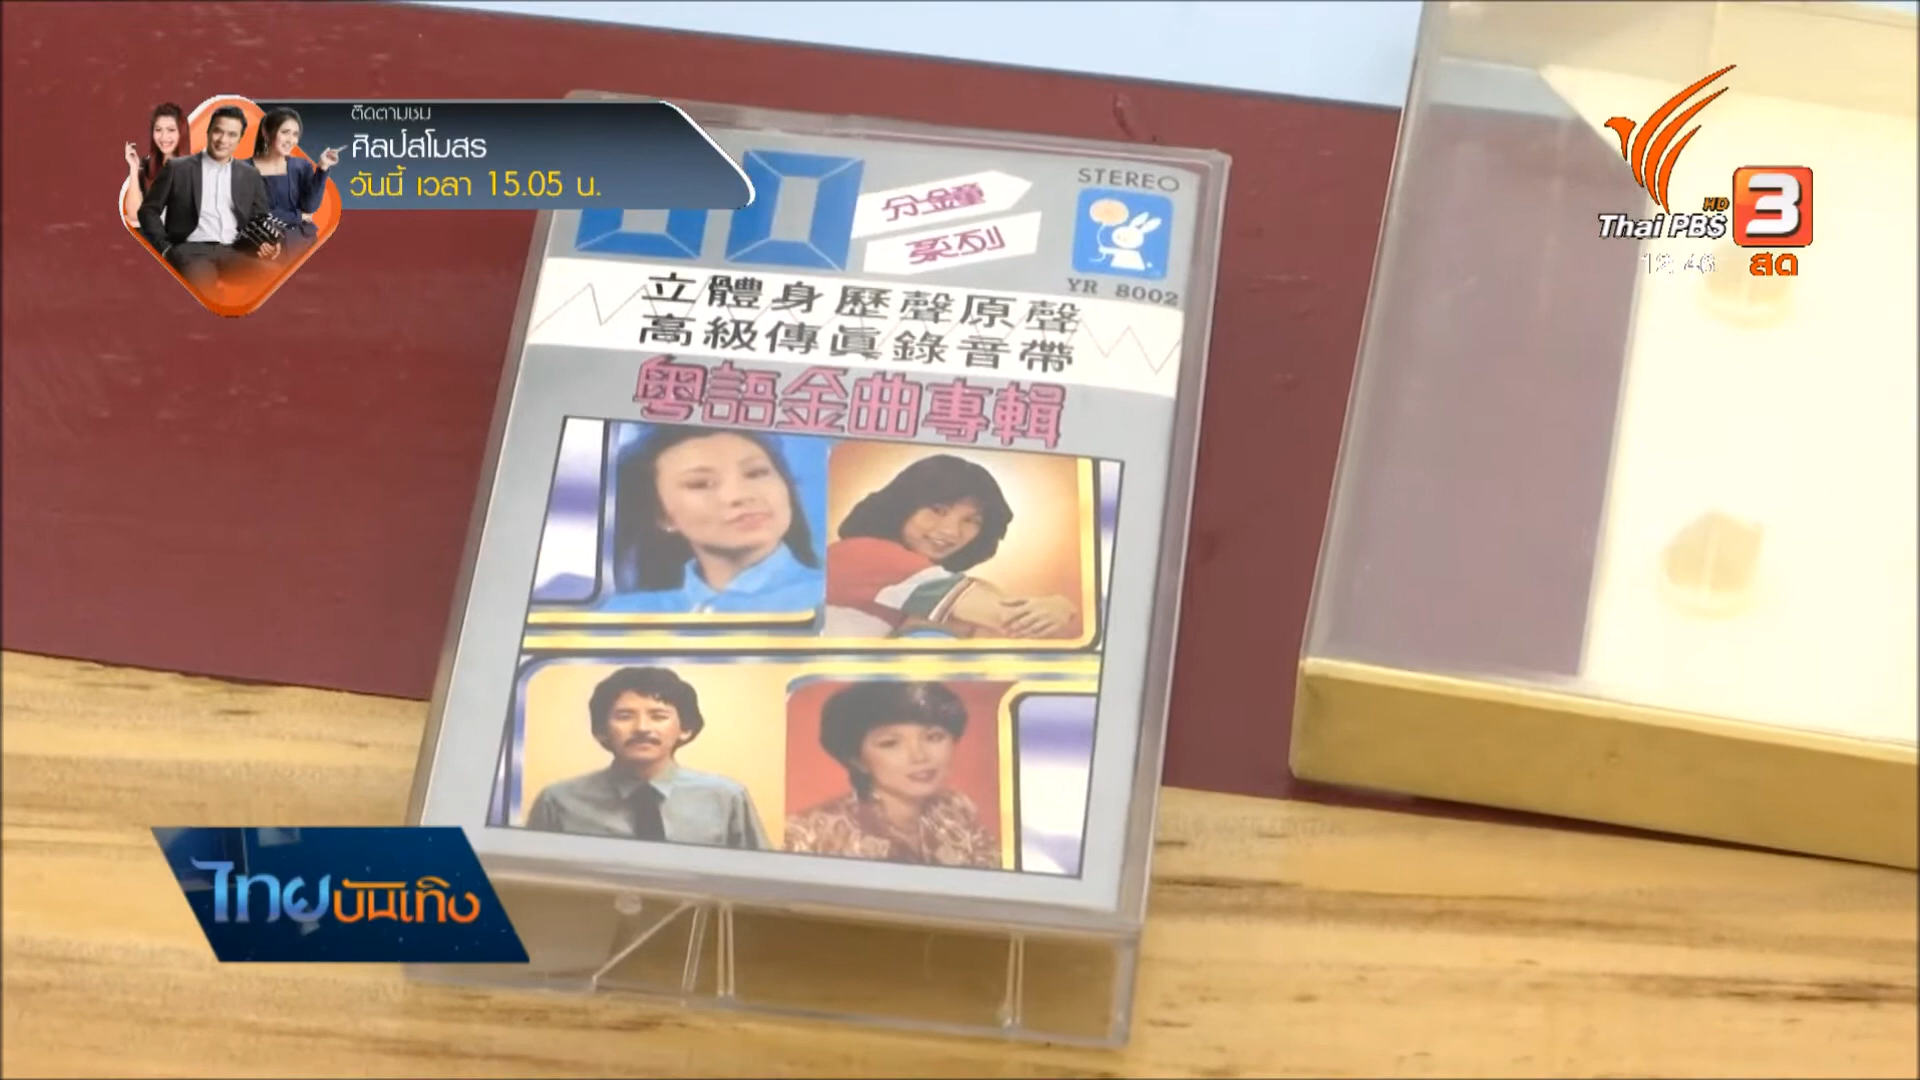 ติดตามชม
ศิลป์สโมสร
วันนี้ เวลา 15.05 น.
HD
Thai PBS 3
12:46 สด
分鐘
系列
STEREO
YR 8002
立體身歷聲原聲
高級傳眞錄音帶
粵語金曲專輯
ไทยบันเทิง